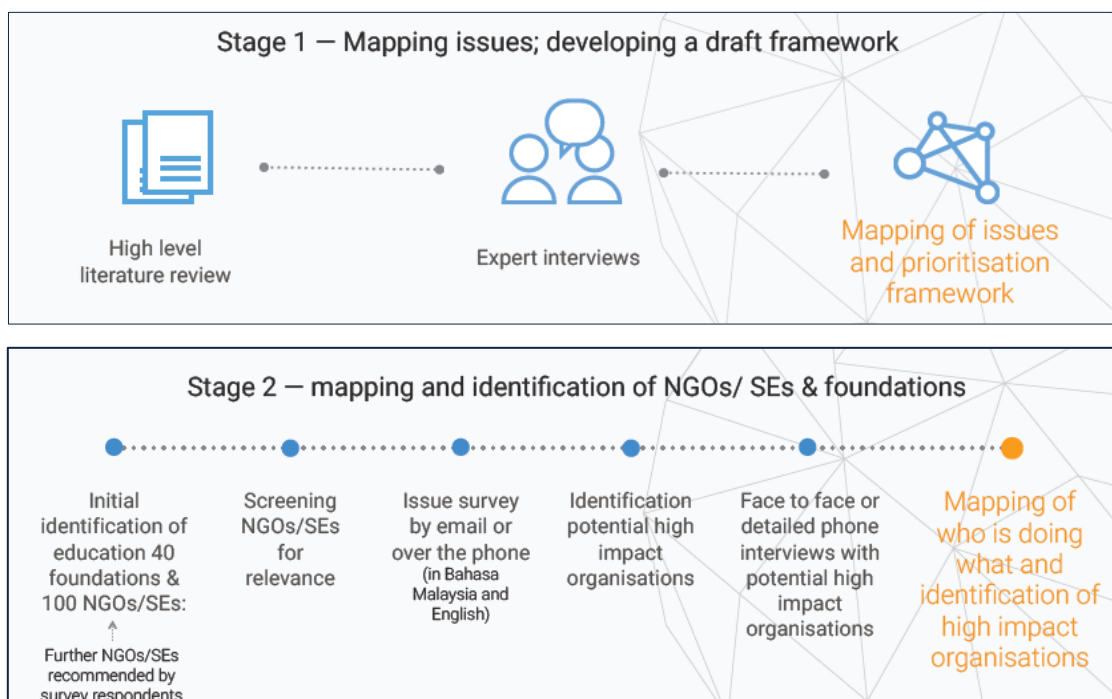 Stage 1 — Mapping issues; developing a draft framework
High level
literature review
Expert interviews
Mapping of issues
and prioritisation
framework
Stage 2 — mapping and identification of NGOs/ SEs & foundations
Initial
identification of
education 40
foundations &
100 NGOs/SEs:
Further NGOs/SEs
recommended by
survey respondents
Screening
NGOs/SEs
for
relevance
Issue survey
by email or
over the phone
(in Bahasa
Malaysia and
English)
Identification
potential high
impact
organisations
Face to face or
detailed phone
interviews with
potential high
impact
organisations
Mapping of
who is doing
what and
identification of
high impact
organisations